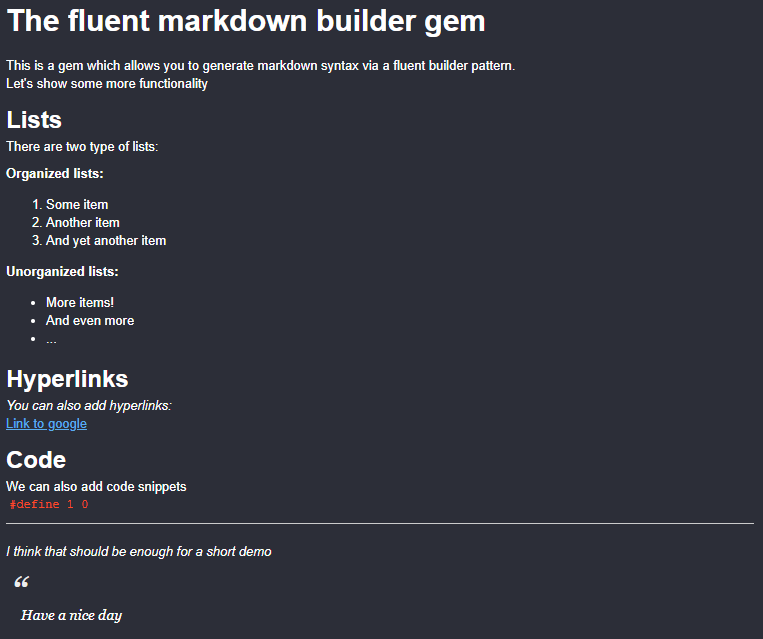 The fluent markdown builder gem
This is a gem which allows you to generate markdown syntax via a fluent builder pattern.
Let's show some more functionality
Lists
There are two type of lists:
Organized lists:
1. Some item
2. Another item
3. And yet another item
Unorganized lists:
• More items!
• And even more
• ...
Hyperlinks
You can also add hyperlinks:
Link to google
Code
We can also add code snippets
#define 1 0
I think that should be enough for a short demo
“
Have a nice day